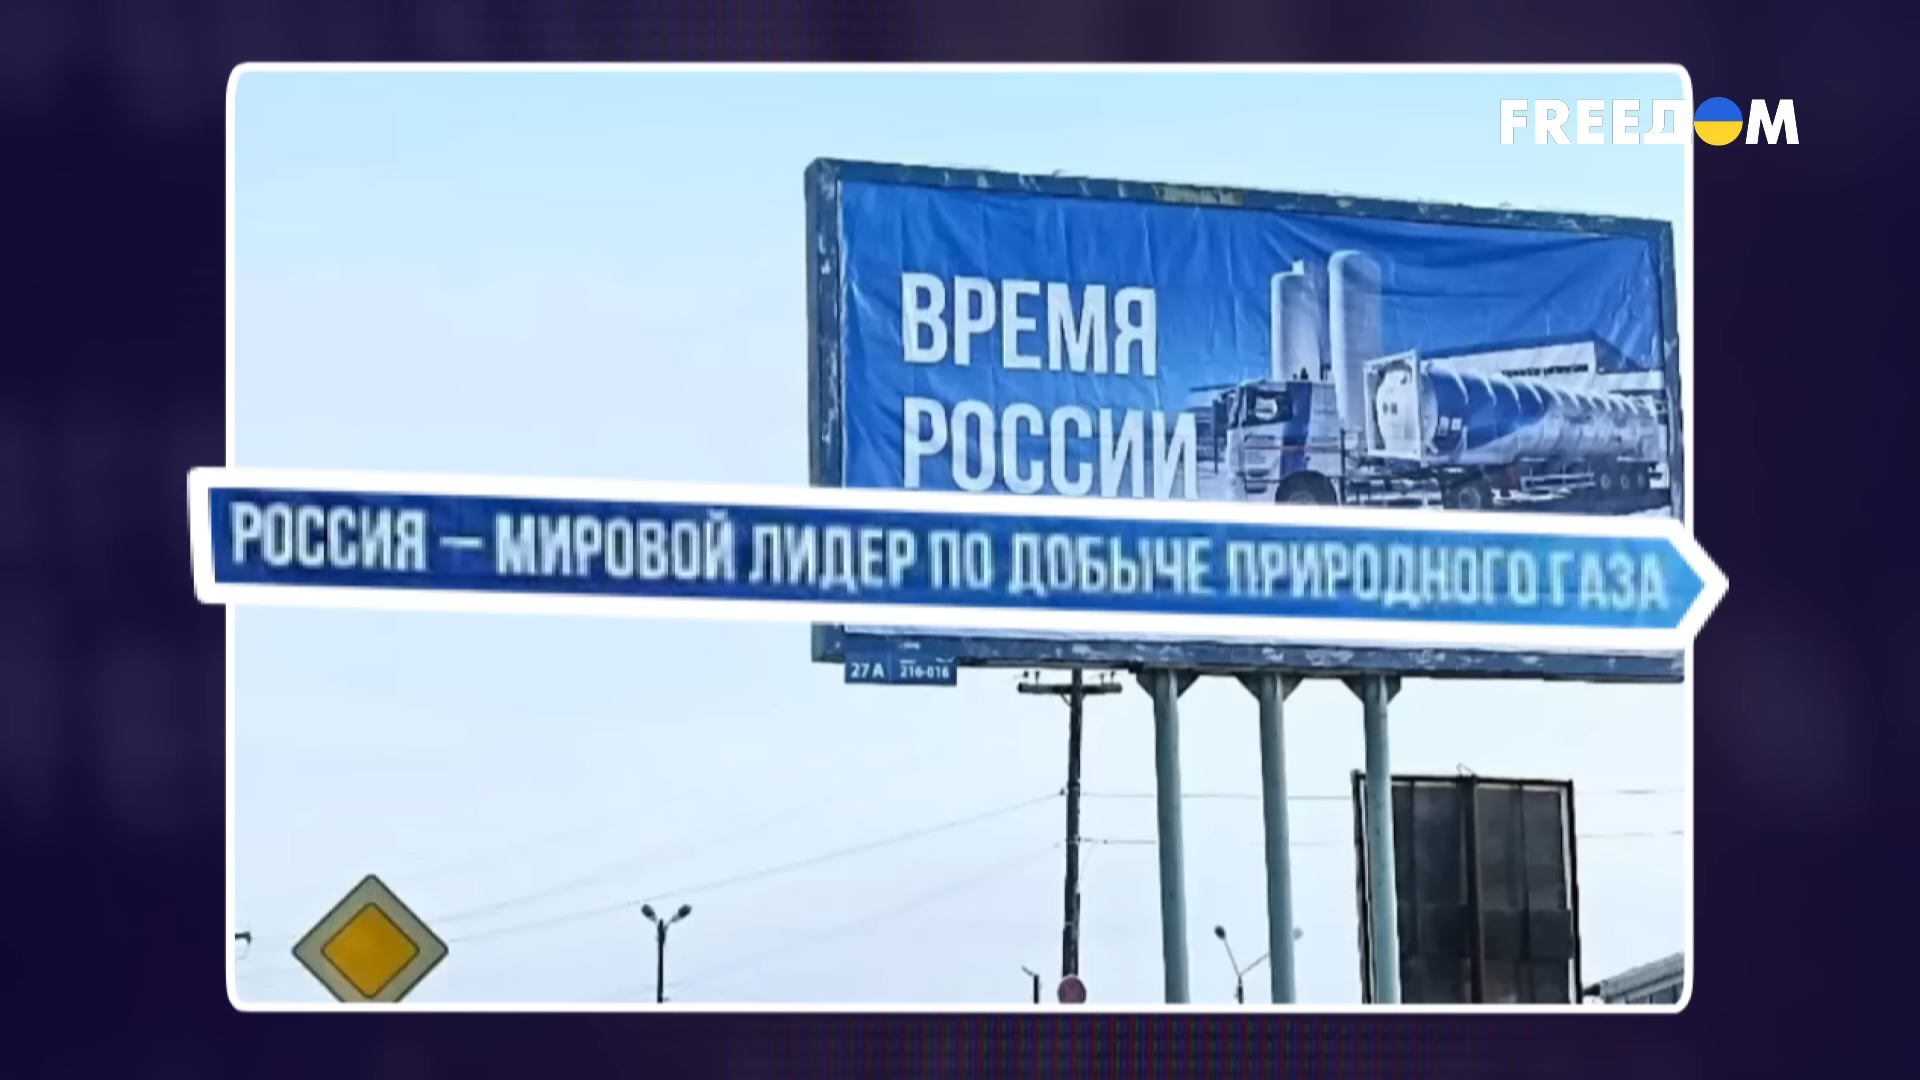 FREEДOM
ВРЕМЯ
РОССИИ
РОССИЯ – МИРОВОЙ ЛИДЕР ПО ДОБЫЧЕ ПРИРОДНОГО ГАЗА
27А 216-016